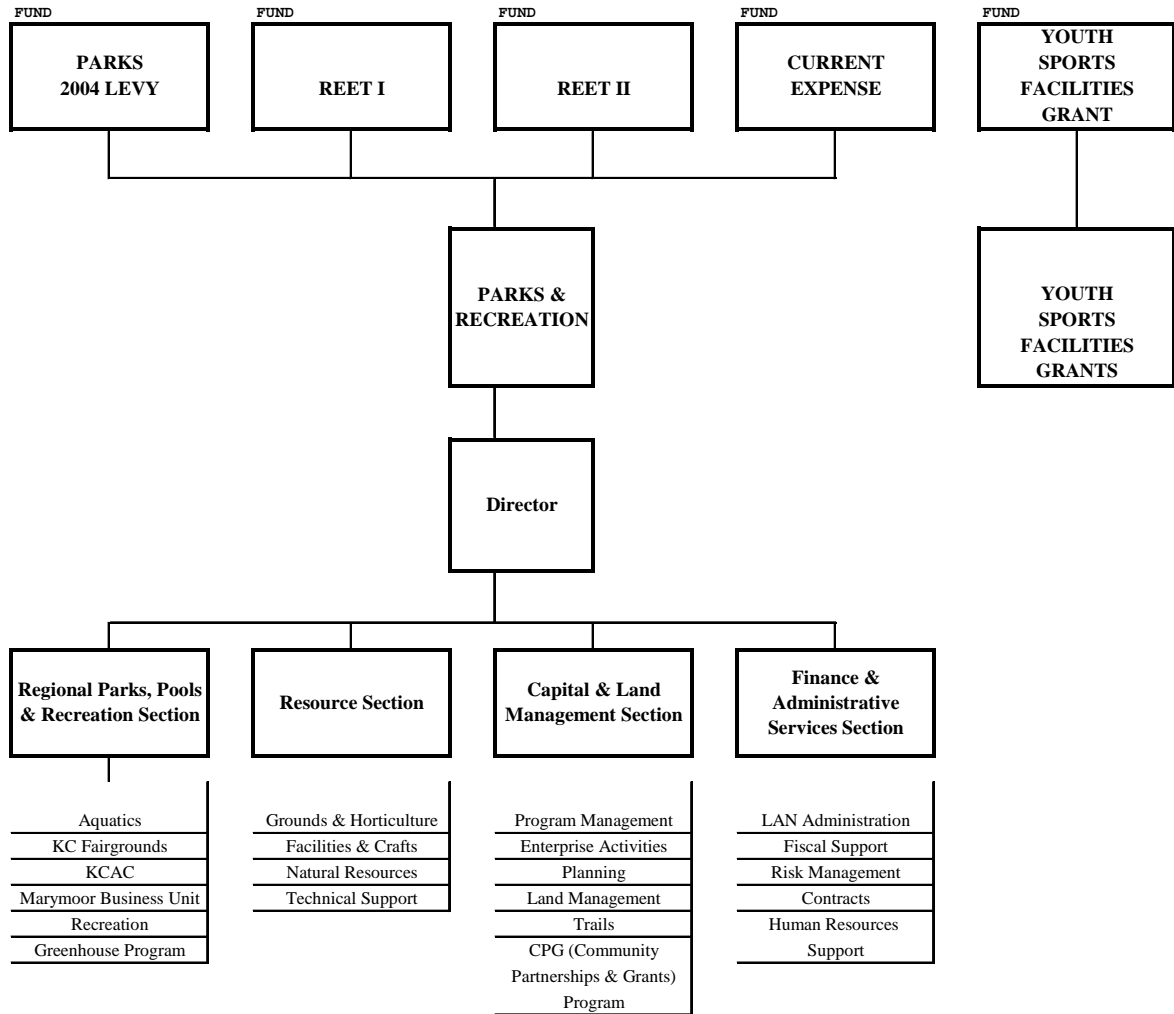 FUND
FUND
FUND
FUND
FUND
PARKS
2004 LEVY
REET I
REET II
CURRENT
EXPENSE
YOUTH
SPORTS
FACILITIES
GRANT
PARKS &
RECREATION
YOUTH
SPORTS
FACILITIES
GRANTS
Director
Regional Parks, Pools
& Recreation Section
Resource Section
Capital & Land
Management Section
Finance &
Administrative
Services Section
Aquatics
KC Fairgrounds
KCAC
Marymoor Business Unit
Recreation
Greenhouse Program
Grounds & Horticulture
Facilities & Crafts
Natural Resources
Technical Support
Program Management
Enterprise Activities
Planning
Land Management
Trails
CPG (Community
Partnerships & Grants)
Program
LAN Administration
Fiscal Support
Risk Management
Contracts
Human Resources
Support